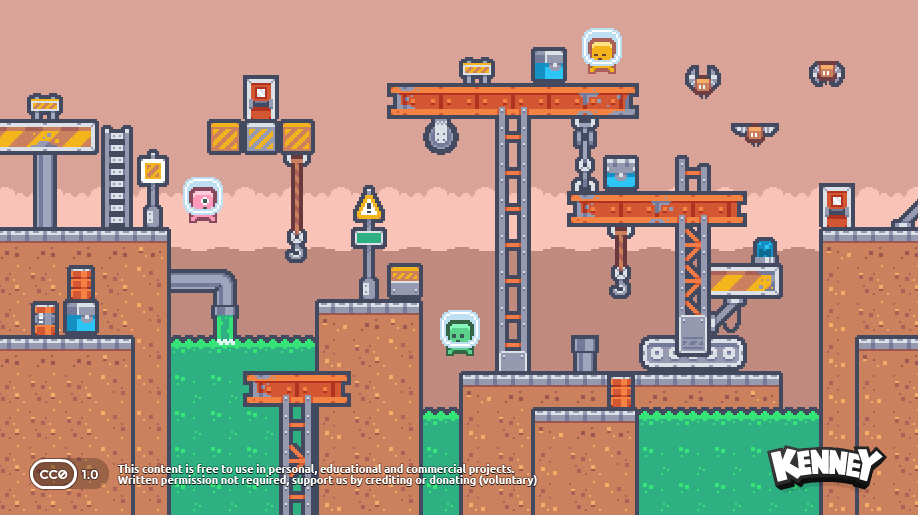 CC0 1.0
This content is free to use in personal, educational and commercial projects.
Written permission not required, support us by crediting or donating (voluntary)
KENNEY